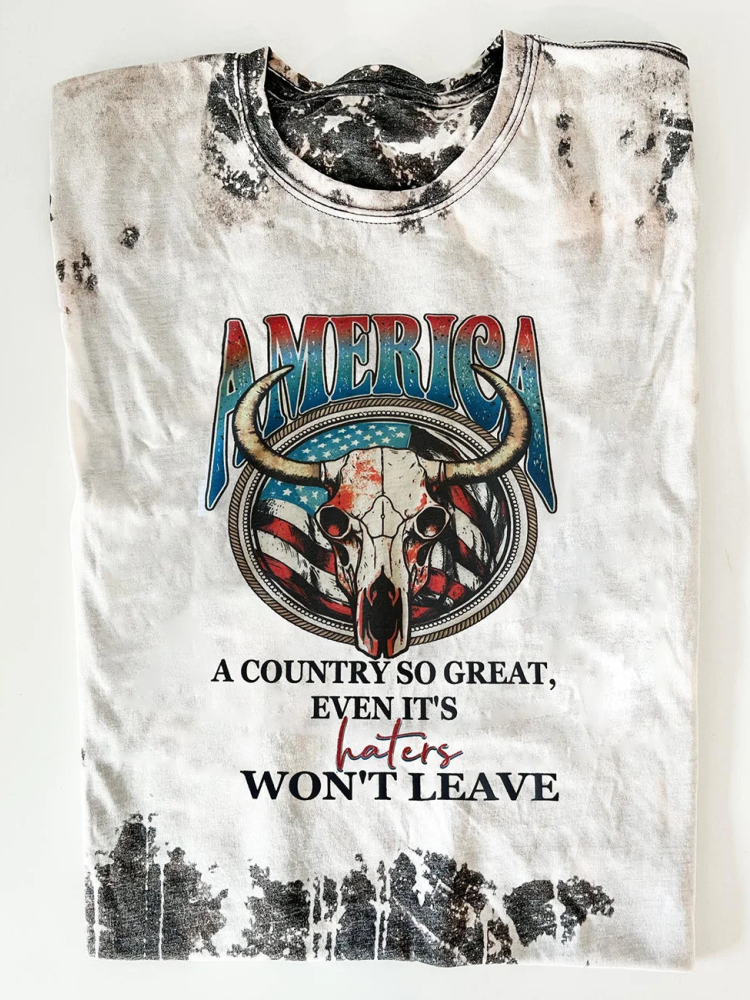 AMERICA
A COUNTRY SO GREAT,
EVEN IT'S
haters
WON'T LEAVE